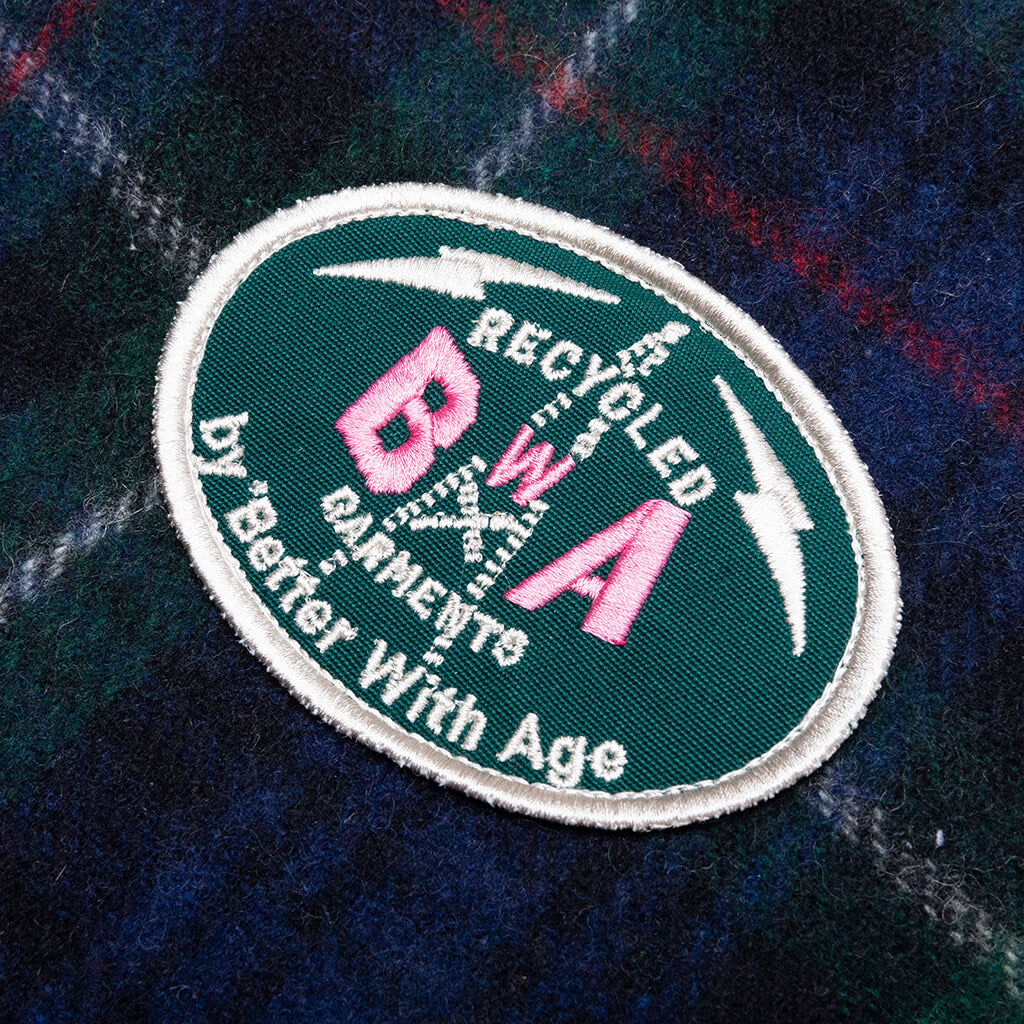 RECYCLED
B W A
GARMENTS
by "Better With Age